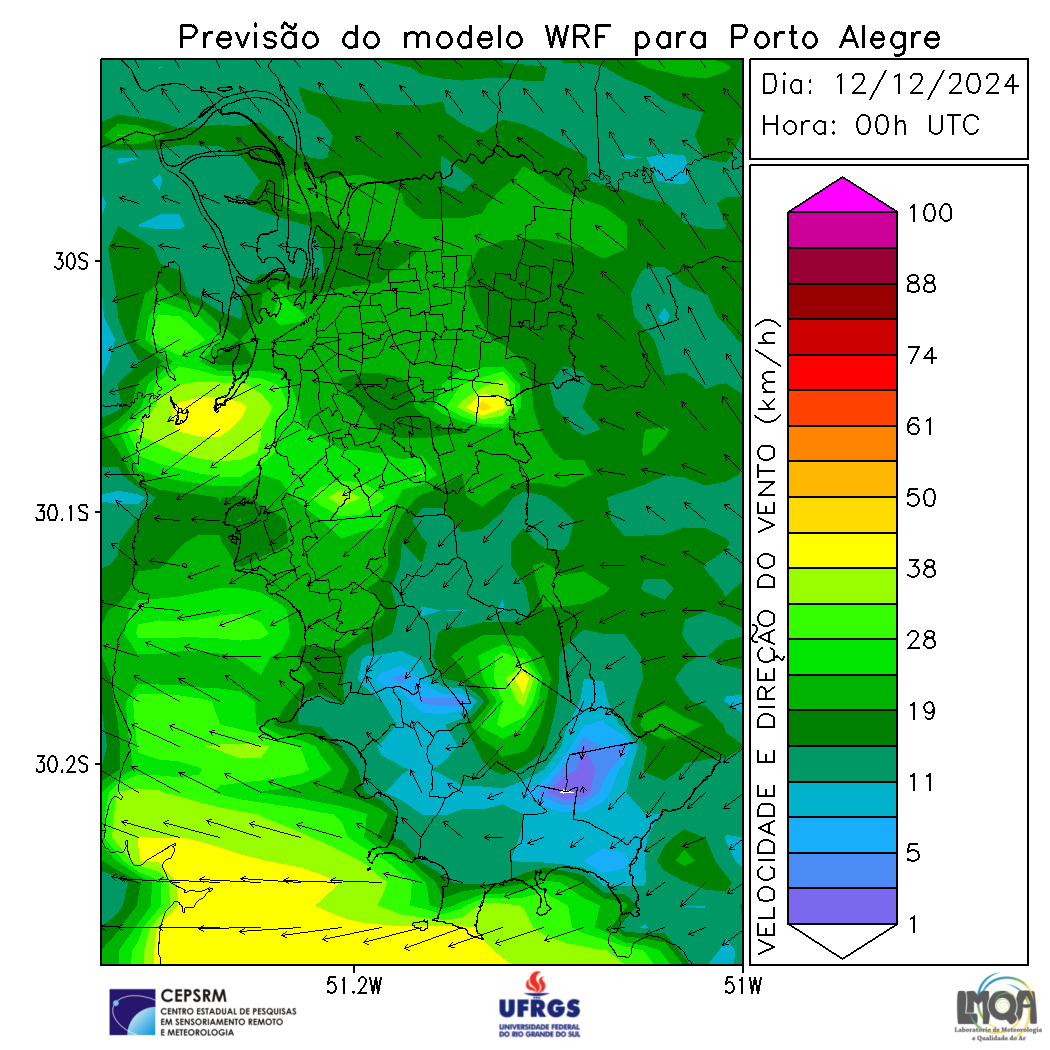 Previsão do modelo WRF para Porto Alegre
Dia: 12/12/2024
Hora: 00h UTC
30S
30.1S
30.2S
51.2W
51W
VELOCIDADE E DIREÇÃO DO VENTO (km/h)
100
88
74
61
50
38
28
19
11
5
1
CEPSRM
CENTRO ESTADUAL DE PESQUISAS
EM SENSORIAMENTO REMOTO
E METEOROLOGIA
UFRGS
UNIVERSIDADE FEDERAL
DO RIO GRANDE DO SUL
LMQA
Laboratório de Meteorologia
e Qualidade do Ar